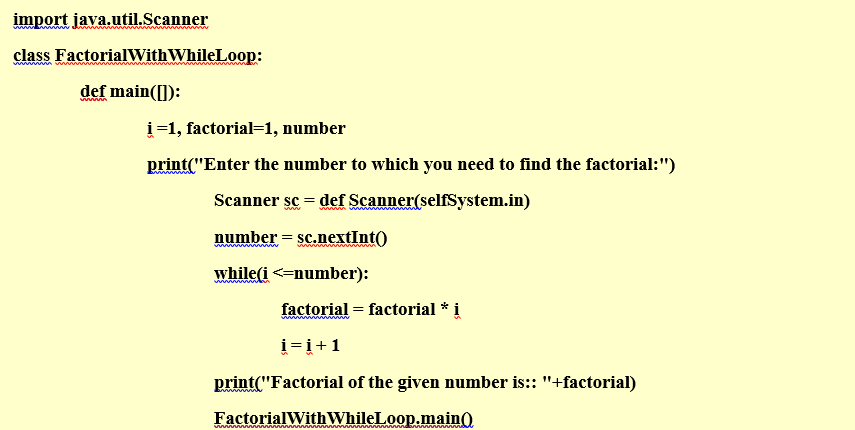 import java.util.Scanner
class FactorialWithWhileLoop:
def main([]):
i =1, factorial=1, number
print("Enter the number to which you need to find the factorial:")
Scanner sc = def Scanner(selfSystem.in)
number = sc.nextInt()
while(i <=number):
factorial = factorial * i
i = i + 1
print("Factorial of the given number is:: "+factorial)
FactorialWithWhileLoop.main()